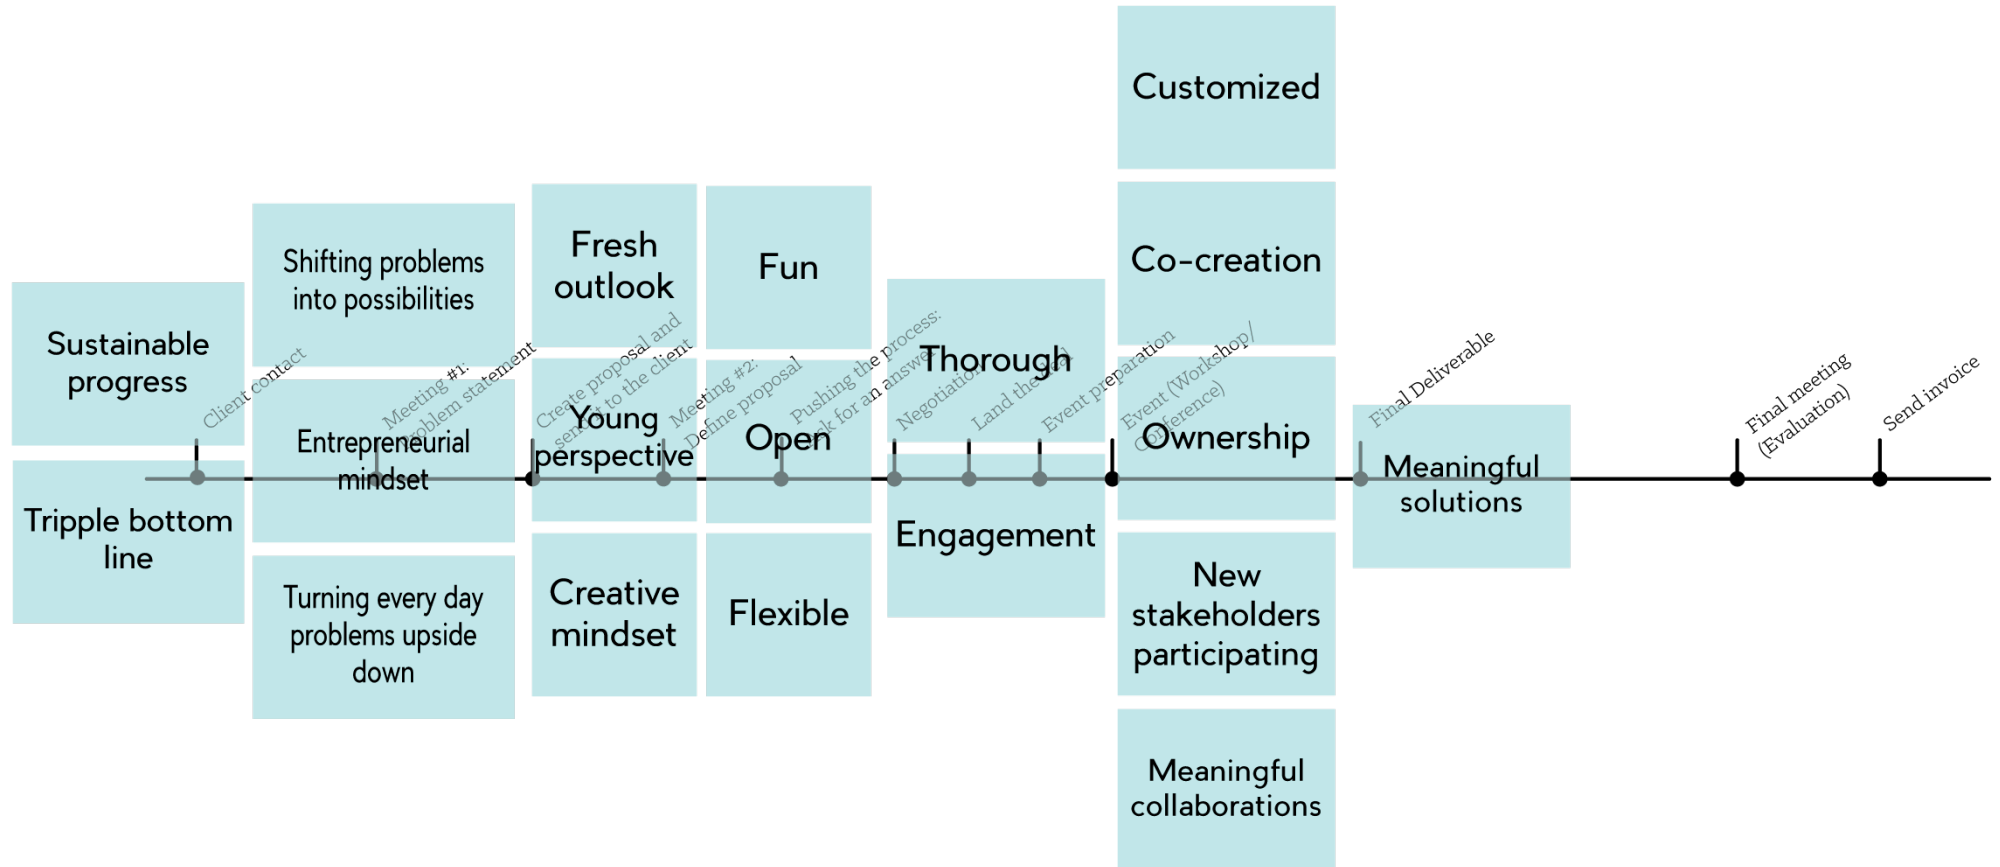 Sustainable
progress
Tripple bottom
line
Shifting problems
into possibilities
Entrepreneurial
mindset
Turning every day
problems upside
down
Fresh
outlook
Young
perspective
Creative
mindset
Fun
Open
Flexible
Thorough
Engagement
Customized
Co-creation
Ownership
New
stakeholders
participating
Meaningful
collaborations
Meaningful
solutions
Client contact
Meeting #1:
Problem statement
Create proposal and
to the client
Meeting #2:
Define proposal
Pushing the process:
for an answer
Negotiation
Land the deal
Event preparation
Event (Workshop/
Conference)
Final Deliverable
Final meeting
(Evaluation)
Send invoice